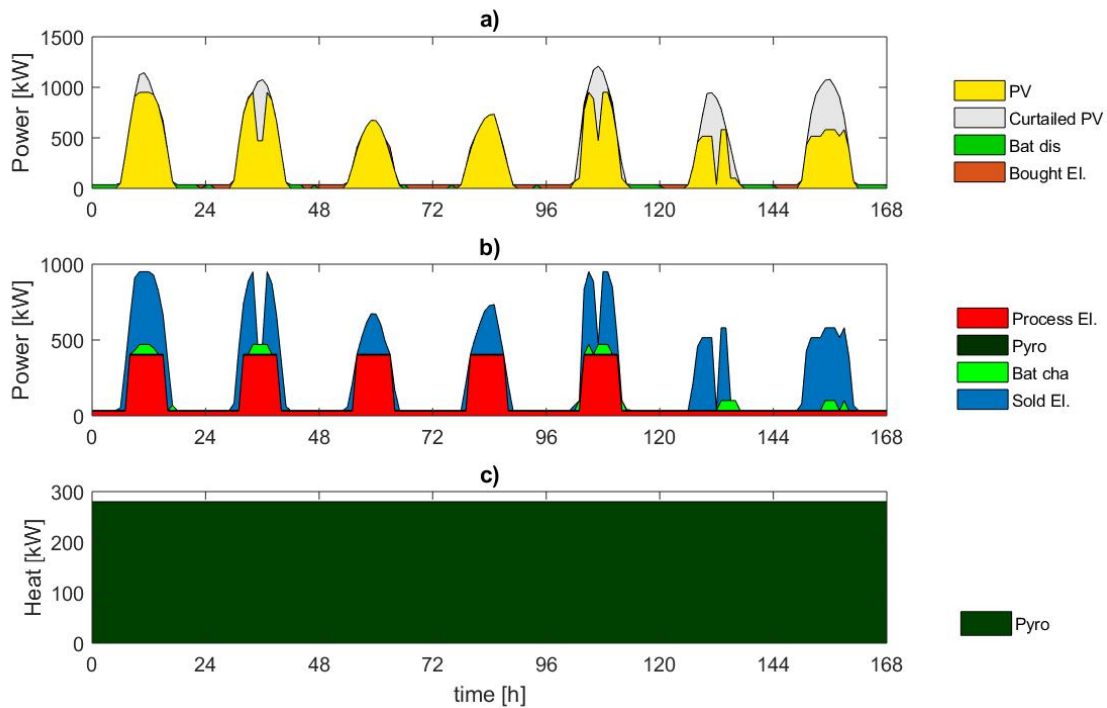 a)
Power [kW]
1500
1000
500
0
0 24 48 72 96 120 144 168
PV
Curtailed PV
Bat dis
Bought El.
b)
Power [kW]
1000
500
0
0 24 48 72 96 120 144 168
Process El.
Pyro
Bat cha
Sold El.
c)
Heat [kW]
300
200
100
0
0 24 48 72 96 120 144 168
time [h]
Pyro